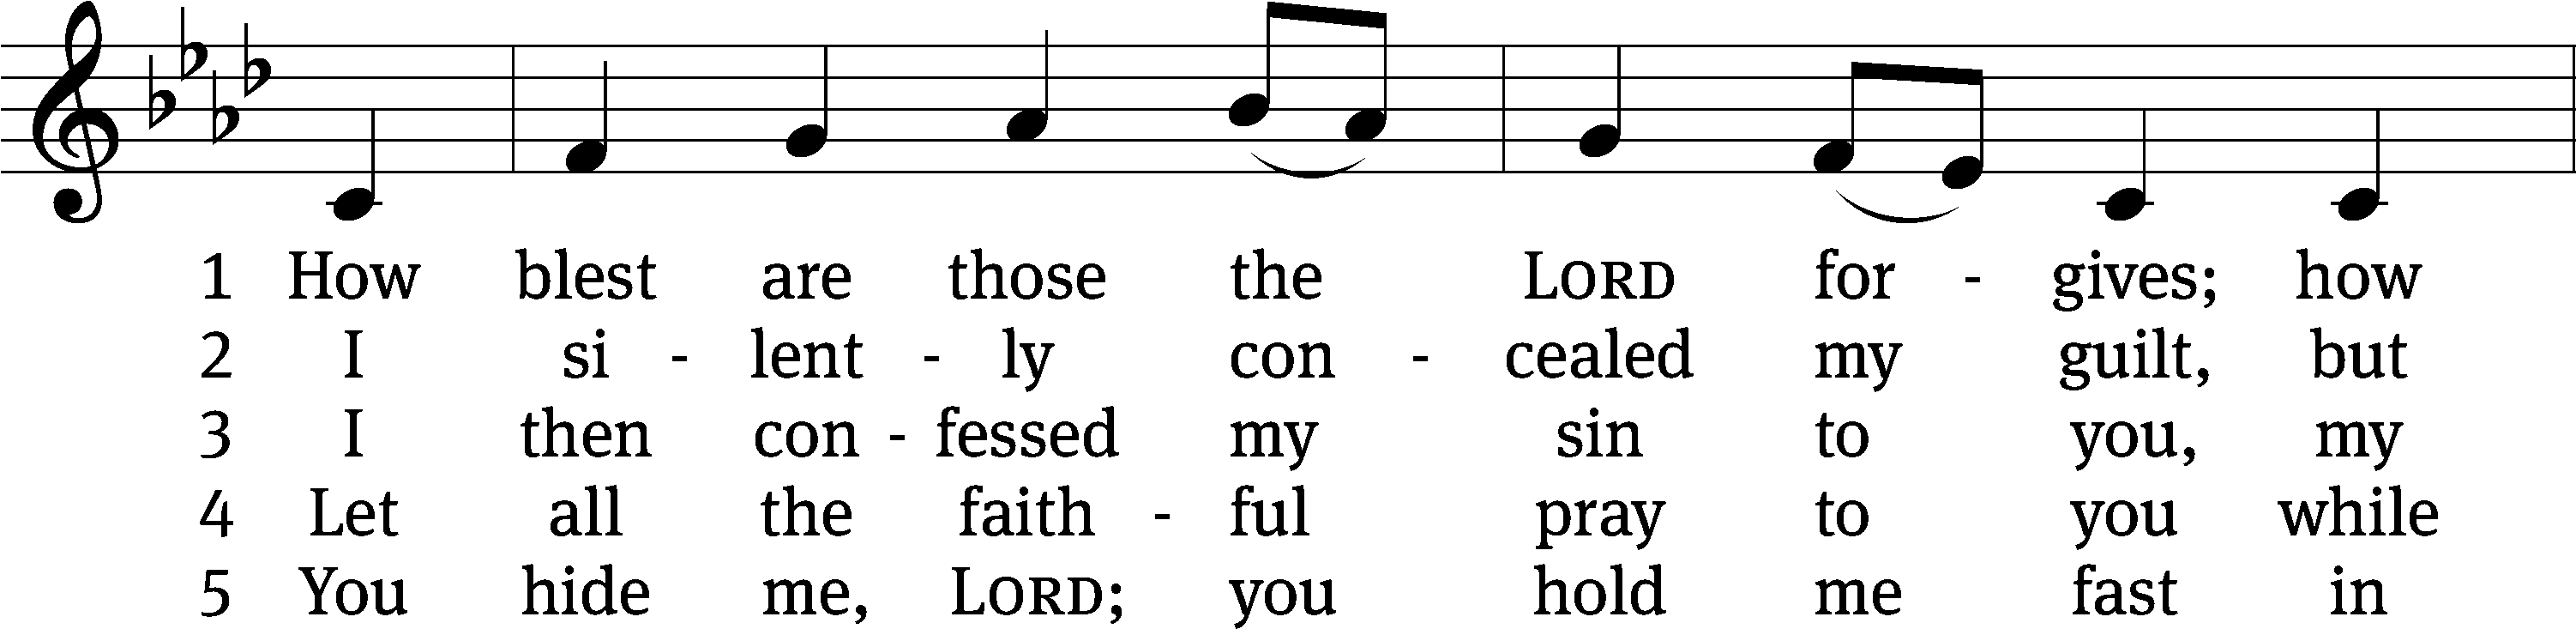 1 How blest are those the LORD for - gives; how
2 I si - lent - ly con - cealed my guilt, but
3 I then con - fessed my sin to you, my
4 Let all the faith - ful pray to you while
5 You hide me, LORD; you hold me fast in